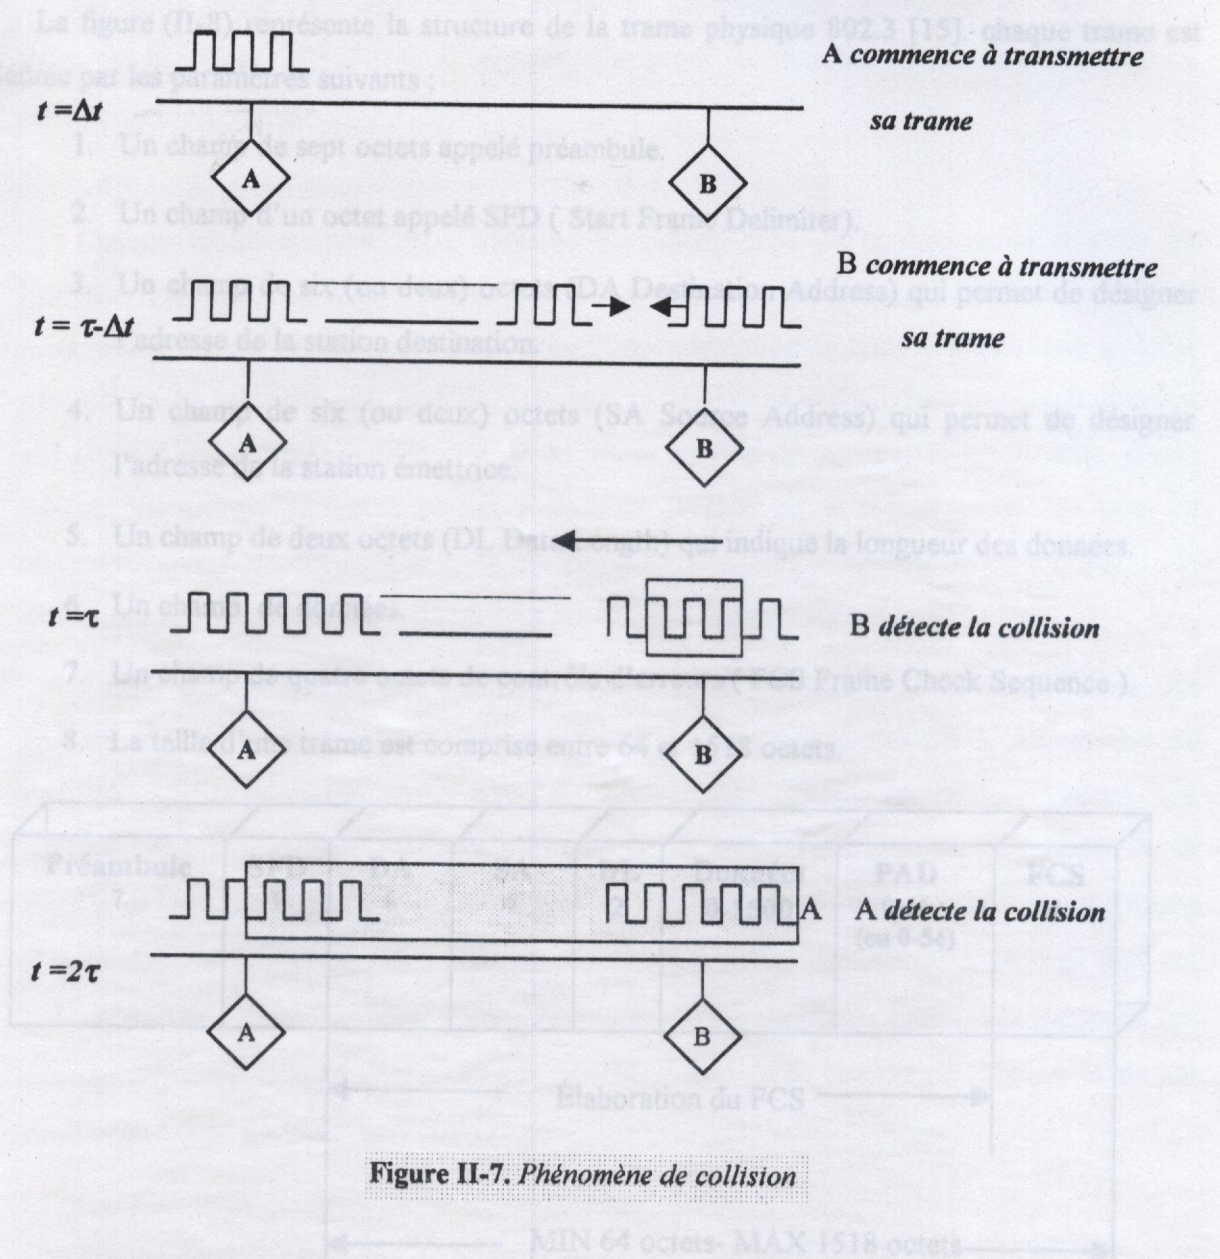 La figure (II-8) représente la structure de la trame physique 802.3 [15]. chaque trame est
définie par les paramètres suivants :
A commence à transmettre
sa trame
t =Δt
A
B
1. Un champ de sept octets appelé préambule.
2. Un champ d'un octet appelé SFD ( Start Frame Delimiter).
B commence à transmettre
sa trame
3. Un champ de six (ou deux) octets (DA Destination Address) qui permet de désigner
l'adresse de la station destination.
t = τ-Δt
A
B
4. Un champ de six (ou deux) octets (SA Source Address) qui permet de désigner
l'adresse de la station émettrice.
5. Un champ de deux octets (DL Data Length) qui indique la longueur des données.
6. Un champ de données.
t =τ
B détecte la collision
7. Un champ de quatre octets de contrôle d'erreurs ( FCS Frame Check Sequence ).
8. La taille d'une trame est comprise entre 64 et 1518 octets.
A
B
Préambule SFD DA SA DL Données PAD FCS
7
(ou 0-54)
A A détecte la collision
t =2τ
A
B
Élaboration du FCS
Figure II-7. Phénomène de collision
MIN 64 octets- MAX 1518 octets